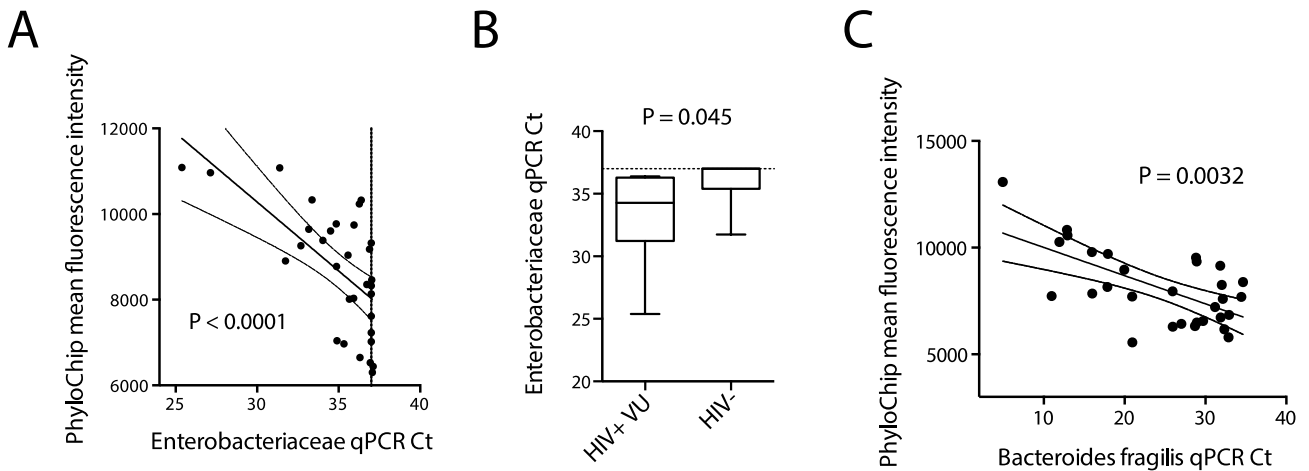 A
PhyloChip mean fluorescence intensity
12000
10000
8000
6000
P < 0.0001
25
30
35
40
Enterobacteriaceae qPCR Ct
B
Enterobacteriaceae qPCR Ct
P = 0.045
40
35
30
25
20
HIV+ VU
HIV-
C
PhyloChip mean fluorescence intensity
15000
10000
5000
P = 0.0032
10
20
30
40
Bacteroides fragilis qPCR Ct